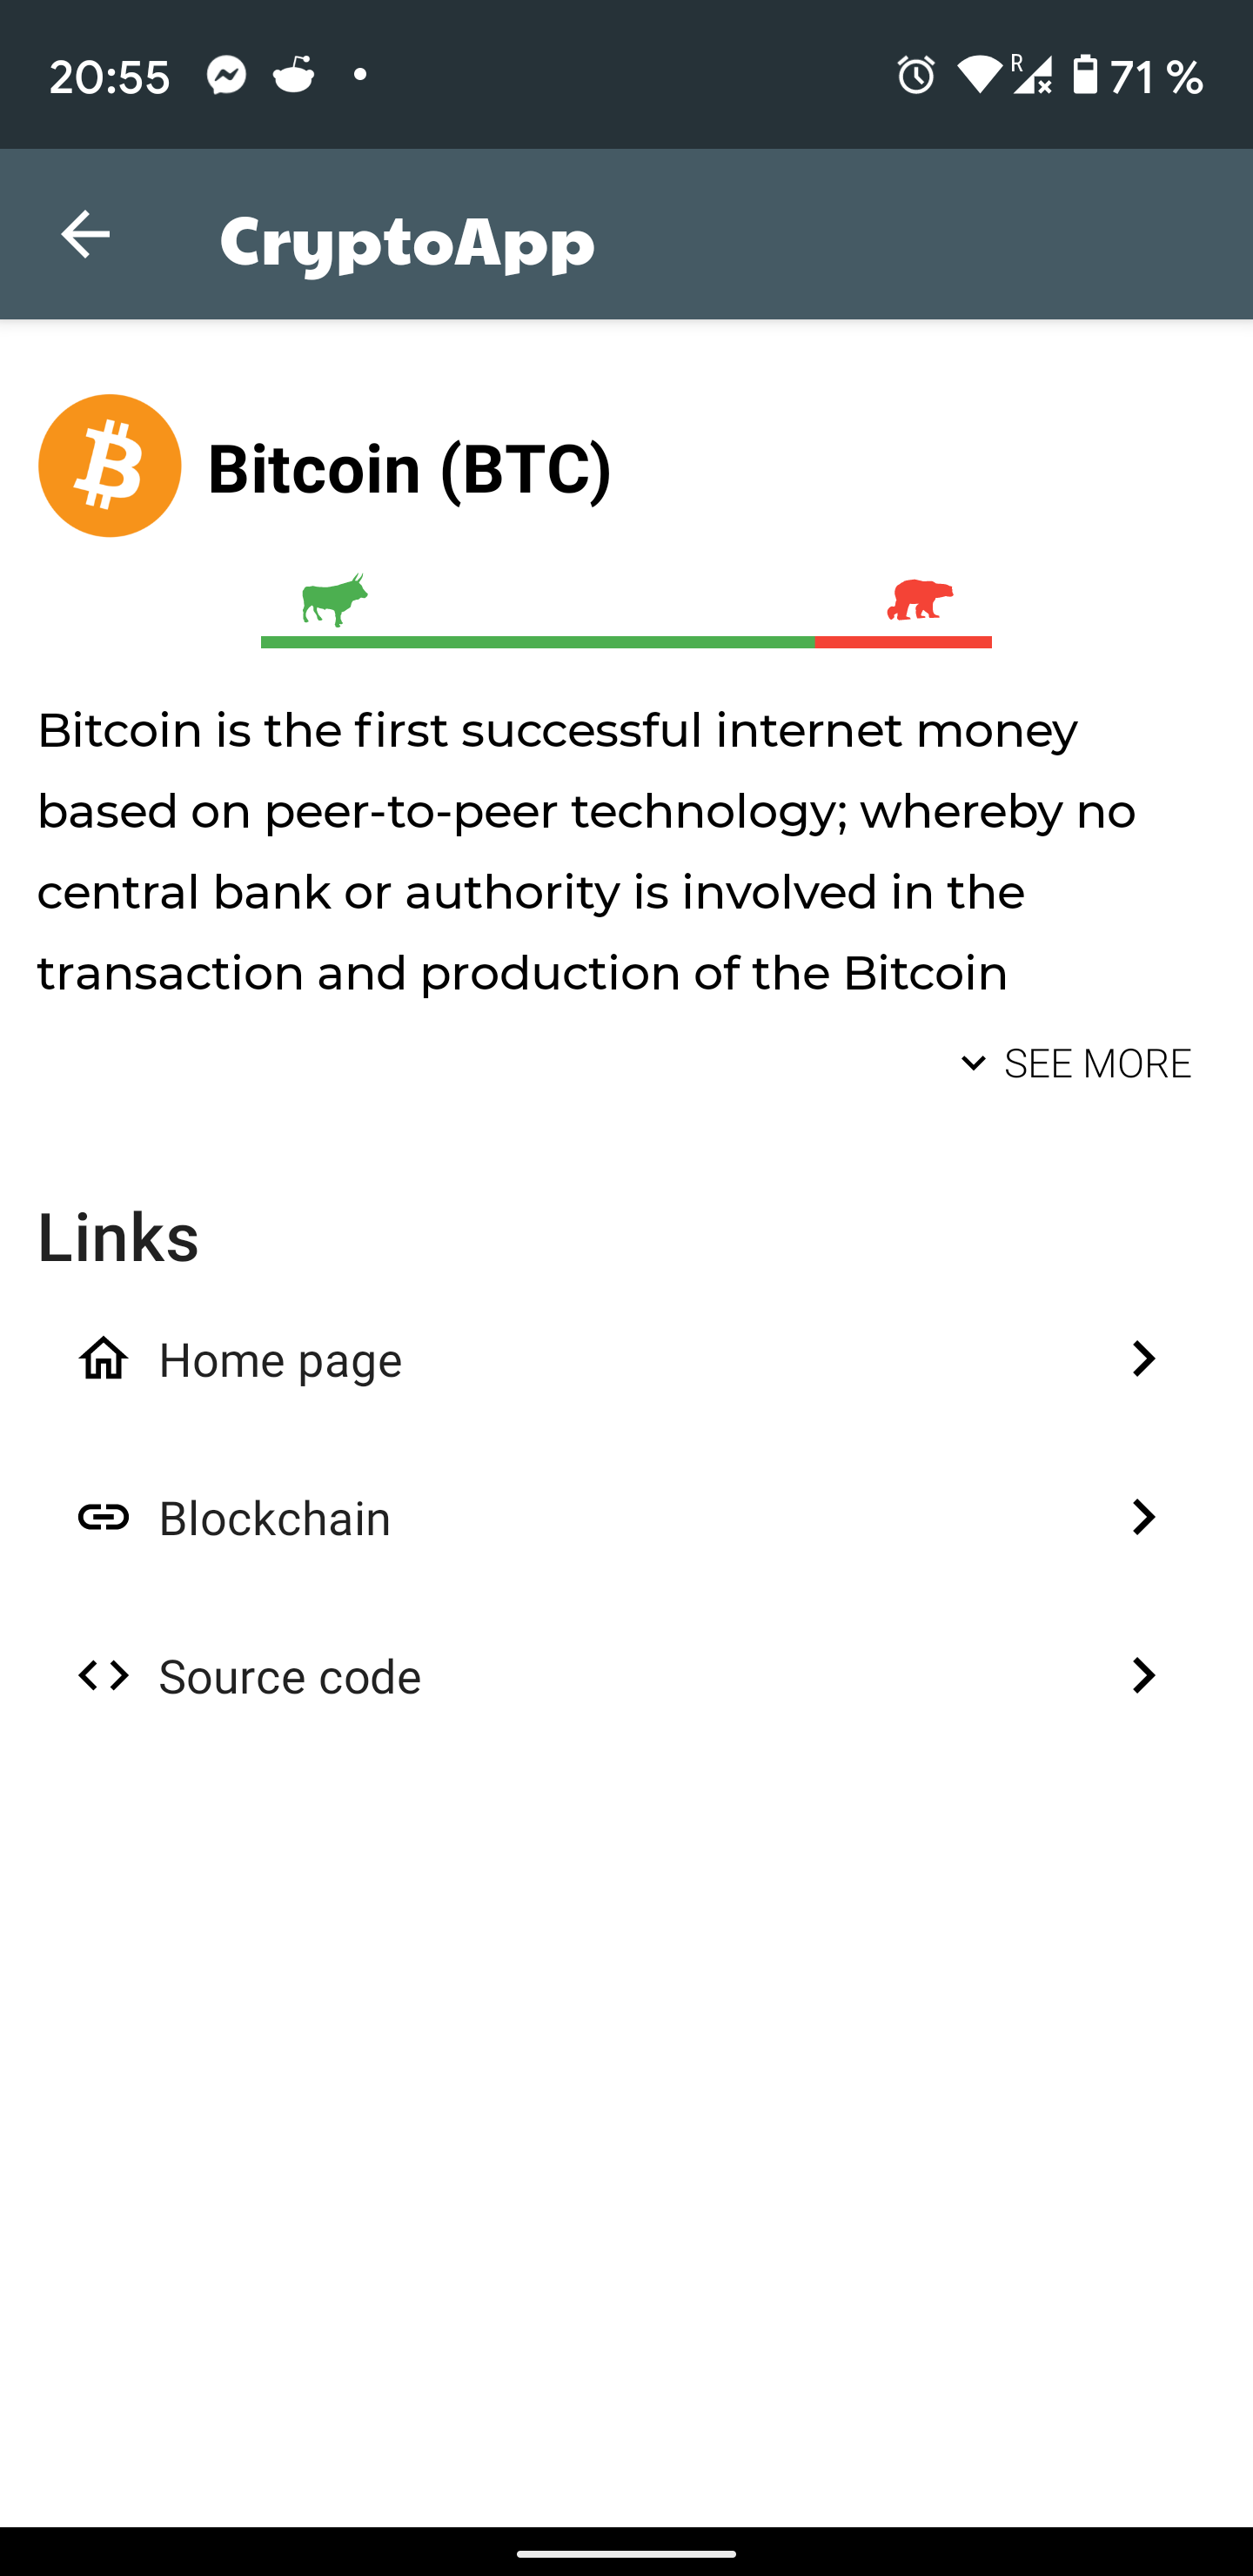 20:55
R
71 %
CryptoApp
Bitcoin (BTC)
Bitcoin is the first successful internet money
based on peer-to-peer technology; whereby no
central bank or authority is involved in the
transaction and production of the Bitcoin
SEE MORE
Links
Home page
Blockchain
Source code